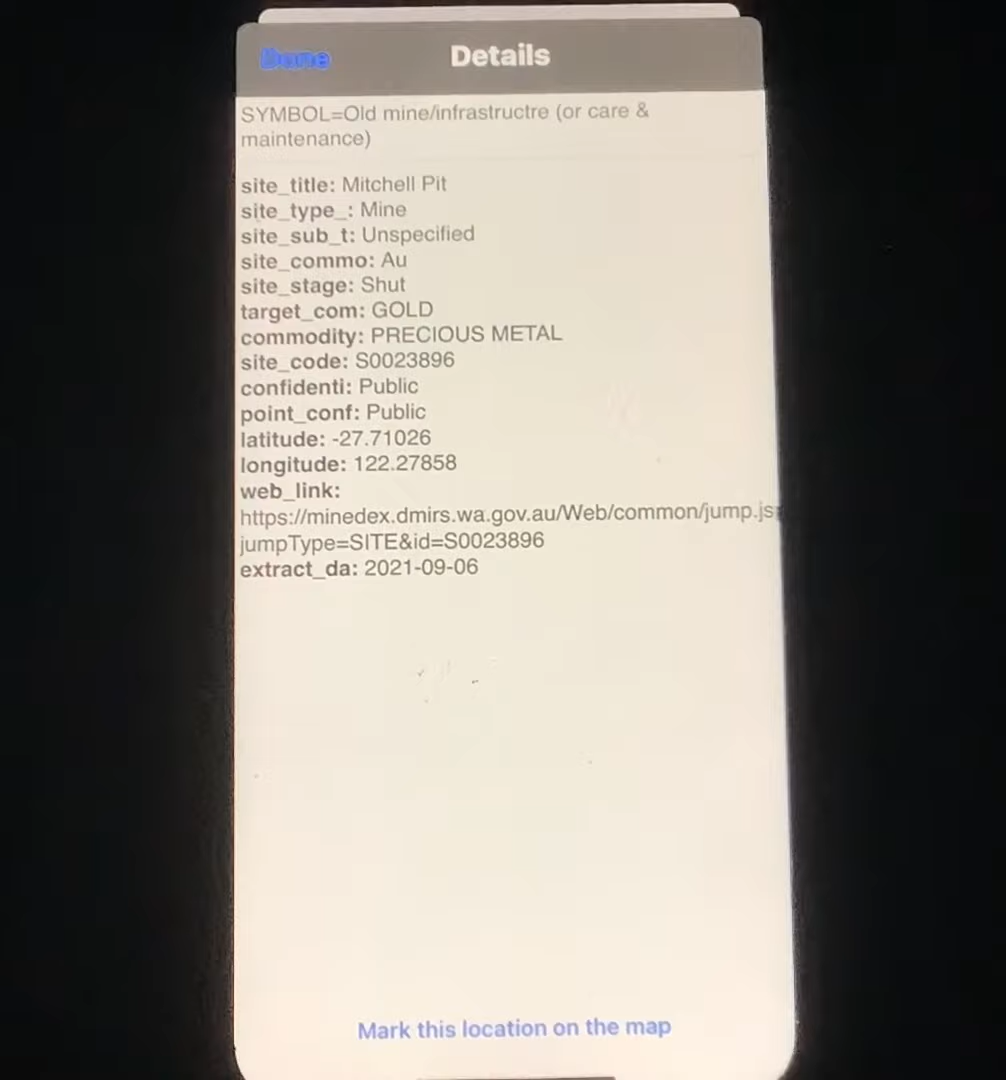 Done
Details
SYMBOL=Old mine/infrastructre (or care &
maintenance)
site_title: Mitchell Pit
site_type_: Mine
site_sub_t: Unspecified
site_commo: Au
site_stage: Shut
target_com: GOLD
commodity: PRECIOUS METAL
site_code: S0023896
confidenti: Public
point_conf: Public
latitude: -27.71026
longitude: 122.27858
web_link:
https://minedex.dmirs.wa.gov.au/Web/common/jump.js
jumpType=SITE&id=S0023896
extract_da: 2021-09-06
Mark this location on the map